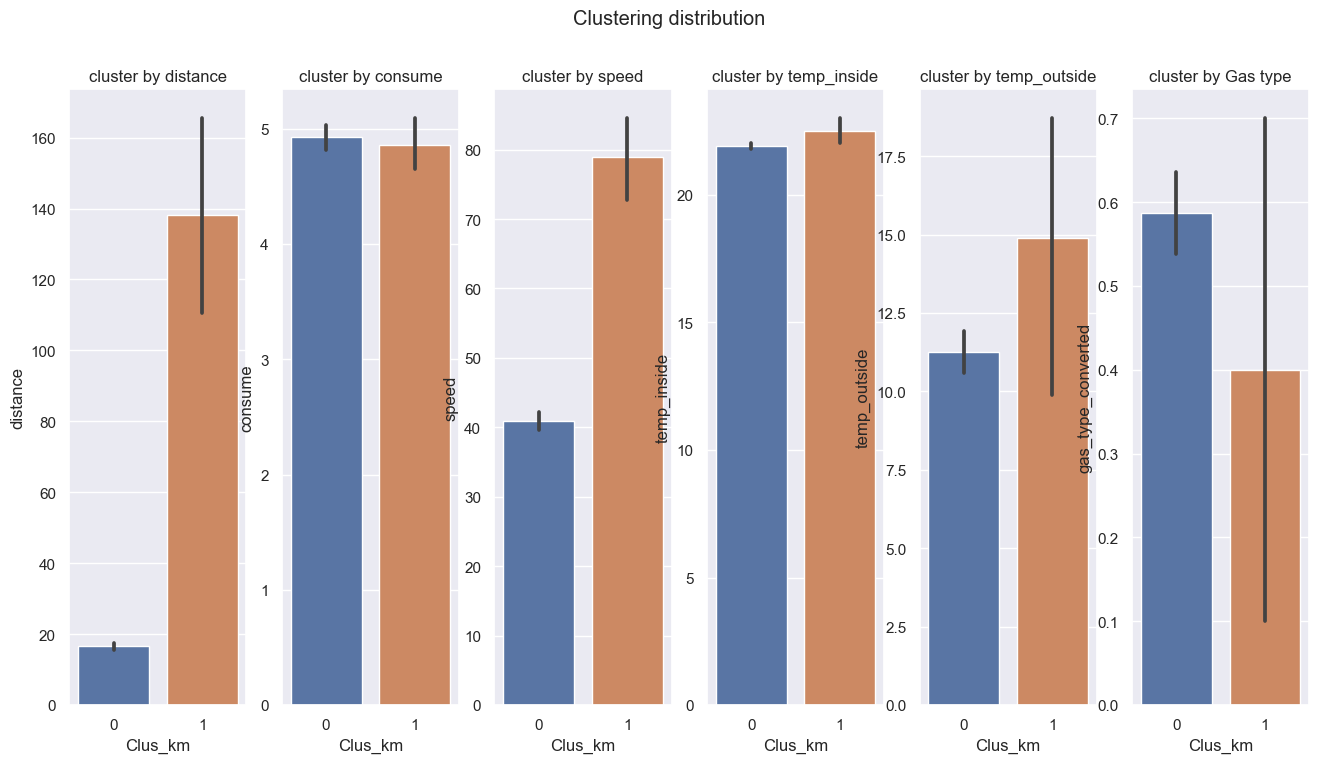 Clustering distribution
cluster by distance
distance
160
140
120
100
80
60
40
20
0
0 1
Clus_km
cluster by consume
consume
5
4
3
2
1
0
0 1
Clus_km
cluster by speed
speed
80
70
60
50
40
30
20
10
0
0 1
Clus_km
cluster by temp_inside
temp_inside
20
15
10
5
0
0 1
Clus_km
cluster by temp_outside
temp_outside
17.5
15.0
12.5
10.0
7.5
5.0
2.5
0.0
0 1
Clus_km
cluster by Gas type
gas_type_converted
0.7
0.6
0.5
0.4
0.3
0.2
0.1
0.0
0 1
Clus_km